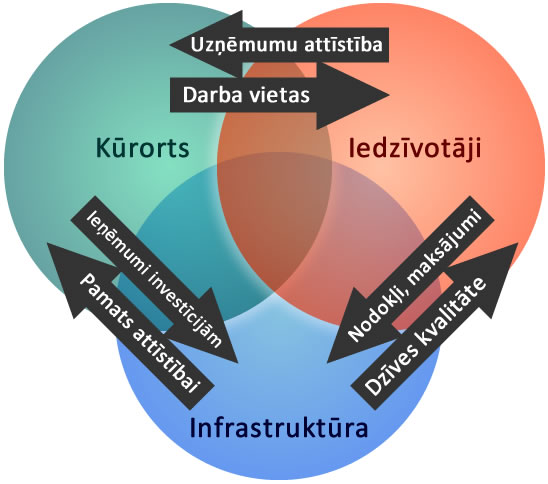 Uzņēmumu attīstība
Darba vietas
Kūrorts
Iedzīvotāji
Ieņēmumi investīcijām
Pamats attīstībai
Nodokļi, maksājumi
Dzīves kvalitāte
Infrastruktūra